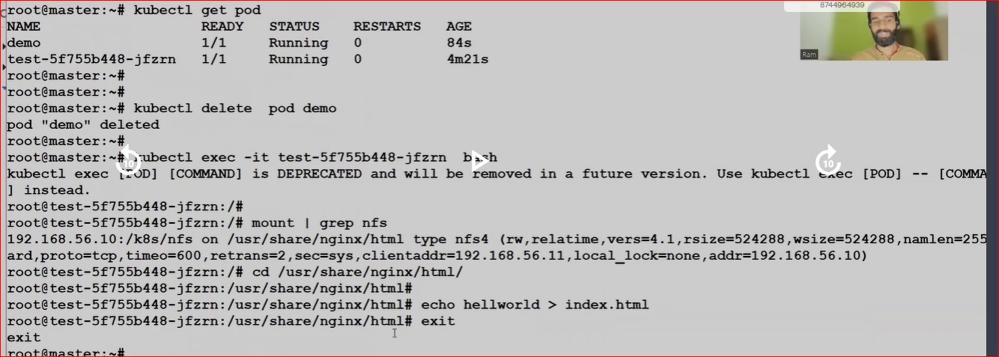 8744964939
Ram
root@master:~# kubectl get pod
NAME READY STATUS RESTARTS AGE
demo 1/1 Running 0 84s
test-5f755b448-jfzrn 1/1 Running 0 4m21s
root@master:~#
root@master:~#
root@master:~# kubectl delete  pod demo
pod "demo" deleted
root@master:~#
root@master:~# kubectl exec -it test-5f755b448-jfzrn  bash
10
10
kubectl exec [POD] [COMMAND] is DEPRECATED and will be removed in a future version. Use kubectl exec [POD] -- [COMMA
] instead.
root@test-5f755b448-jfzrn:/#
root@test-5f755b448-jfzrn:/# mount | grep nfs
192.168.56.10:/k8s/nfs on /usr/share/nginx/html type nfs4 (rw,relatime,vers=4.1,rsize=524288,wsize=524288,namlen=255
ard,proto=tcp,timeo=600,retrans=2,sec=sys,clientaddr=192.168.56.11,local_lock=none,addr=192.168.56.10)
root@test-5f755b448-jfzrn:/# cd /usr/share/nginx/html/
root@test-5f755b448-jfzrn:/usr/share/nginx/html#
root@test-5f755b448-jfzrn:/usr/share/nginx/html# echo hellworld > index.html
root@test-5f755b448-jfzrn:/usr/share/nginx/html# exit
exit
root@master:~#